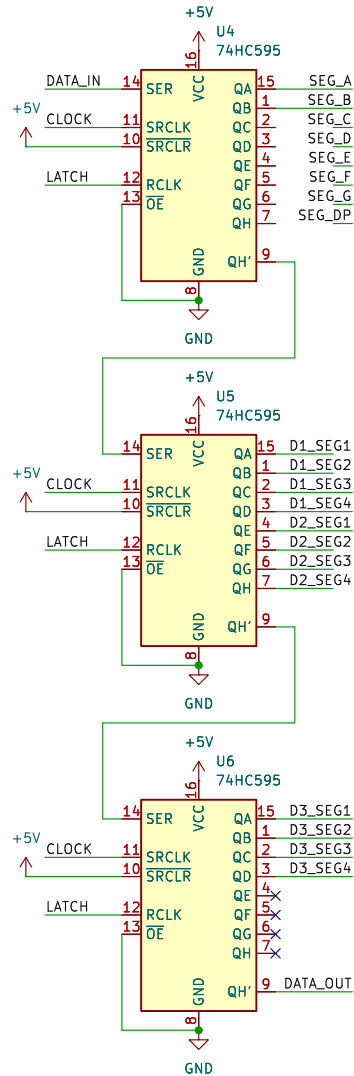 +5V
U4
74HC595
16
VCC
DATA_IN 14 SER QA 15 SEG_A
QB 1 SEG_B
+5V
CLOCK 11 SRCLK QC 2 SEG_C
10 SRCLR QD 3 SEG_D
QE 4 SEG_E
LATCH 12 RCLK QF 5 SEG_F
13 OE QG 6 SEG_G
QH 7 SEG_DP
QH' 9
GND
8
GND
+5V
U5
74HC595
16
VCC
14 SER QA 15 D1_SEG1
QB 1 D1_SEG2
+5V
CLOCK 11 SRCLK QC 2 D1_SEG3
10 SRCLR QD 3 D1_SEG4
QE 4 D2_SEG1
LATCH 12 RCLK QF 5 D2_SEG2
13 OE QG 6 D2_SEG3
QH 7 D2_SEG4
QH' 9
GND
8
GND
+5V
U6
74HC595
16
VCC
14 SER QA 15 D3_SEG1
QB 1 D3_SEG2
+5V
CLOCK 11 SRCLK QC 2 D3_SEG3
10 SRCLR QD 3 D3_SEG4
QE 4
LATCH 12 RCLK QF 5
13 OE QG 6
QH 7
QH' 9 DATA_OUT
GND
8
GND